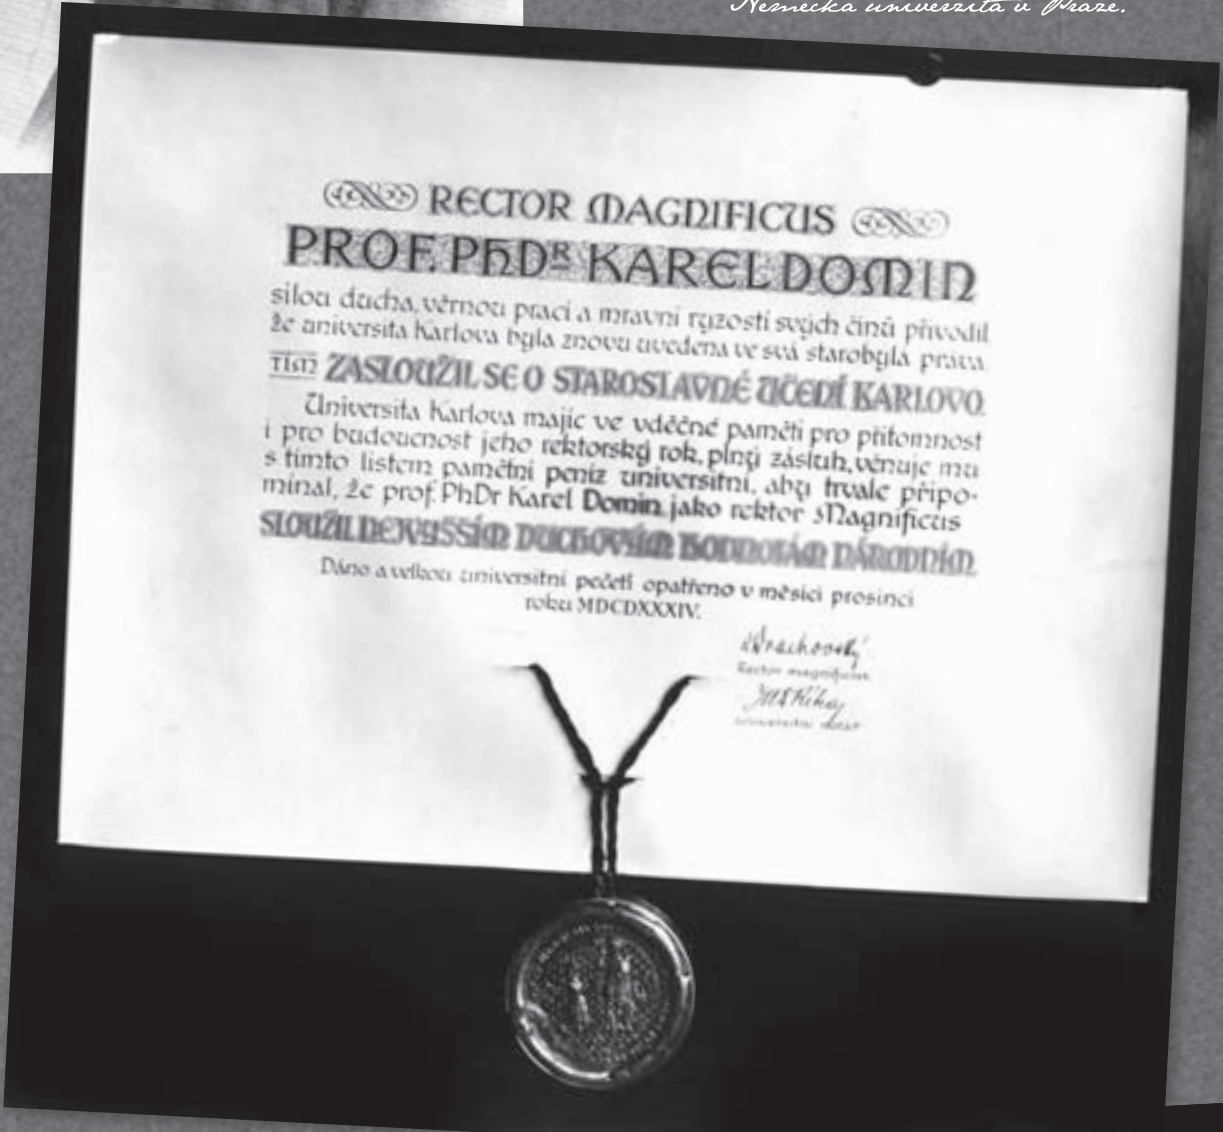 Německá univerzita v Praze.
RECTOR MAGNIFICUS
PROF. PhDR KAREL DOMIN
silou ducha, věrnou prací a mravní ryzostí svých činů přivodil
že universita Karlova byla znovu uvedena ve svá starobylá práva
TÍM ZASLOUŽIL SE O STAROSLAVNÉ UČENÍ KARLOVO
Universita Karlova majíc ve vděčné paměti pro přítomnost
i pro budoucnost jeho rektorský rok, plný zásluh, věnuje mu
s tímto listem pamětní peníz universitní, aby trvale připo-
mínal, že prof. PhDr Karel Domin jako rektor Magnificus
SLOUŽIL NEJVYŠŠÍM DUCHOVÝM HODNOTÁM NÁRODNÍM
Dáno a velkou universitní pečetí opatřeno v měsíci prosinci
roku MDCDXXXIV.
Drachovský
Rector magnificus